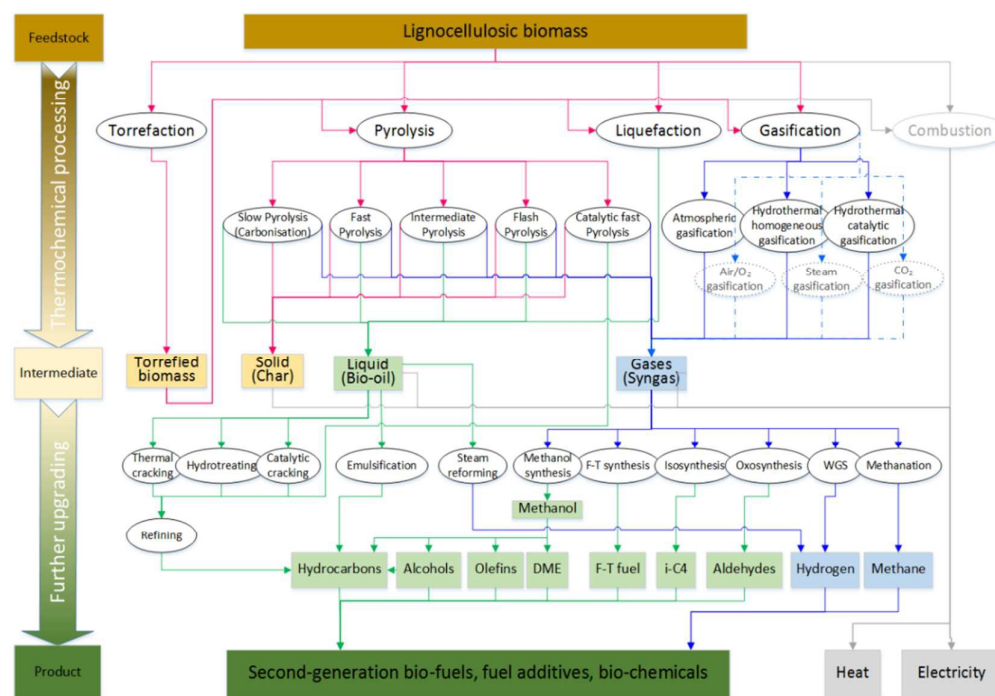 Feedstock
Lignocellulosic biomass
Thermochemical processing
Torrefaction
Pyrolysis
Liquefaction
Gasification
Combustion
Slow Pyrolysis
(Carbonisation)
Fast
Pyrolysis
Intermediate
Pyrolysis
Flash
Pyrolysis
Catalytic fast
Pyrolysis
Atmospheric
gasification
Hydrothermal
homogeneous
gasification
Hydrothermal
catalytic
gasification
Air/O₂
gasification
Steam
gasification
CO₂
gasification
Intermediate
Torrefied
biomass
Solid
(Char)
Liquid
(Bio-oil)
Gases
(Syngas)
Further upgrading
Thermal
cracking
Hydrotreating
Catalytic
cracking
Emulsification
Steam
reforming
Methanol
synthesis
F-T synthesis
Isosynthesis
Oxosynthesis
WGS
Methanation
Methanol
Refining
Hydrocarbons
Alcohols
Olefins
DME
F-T fuel
i-C4
Aldehydes
Hydrogen
Methane
Product
Second-generation bio-fuels, fuel additives, bio-chemicals
Heat
Electricity